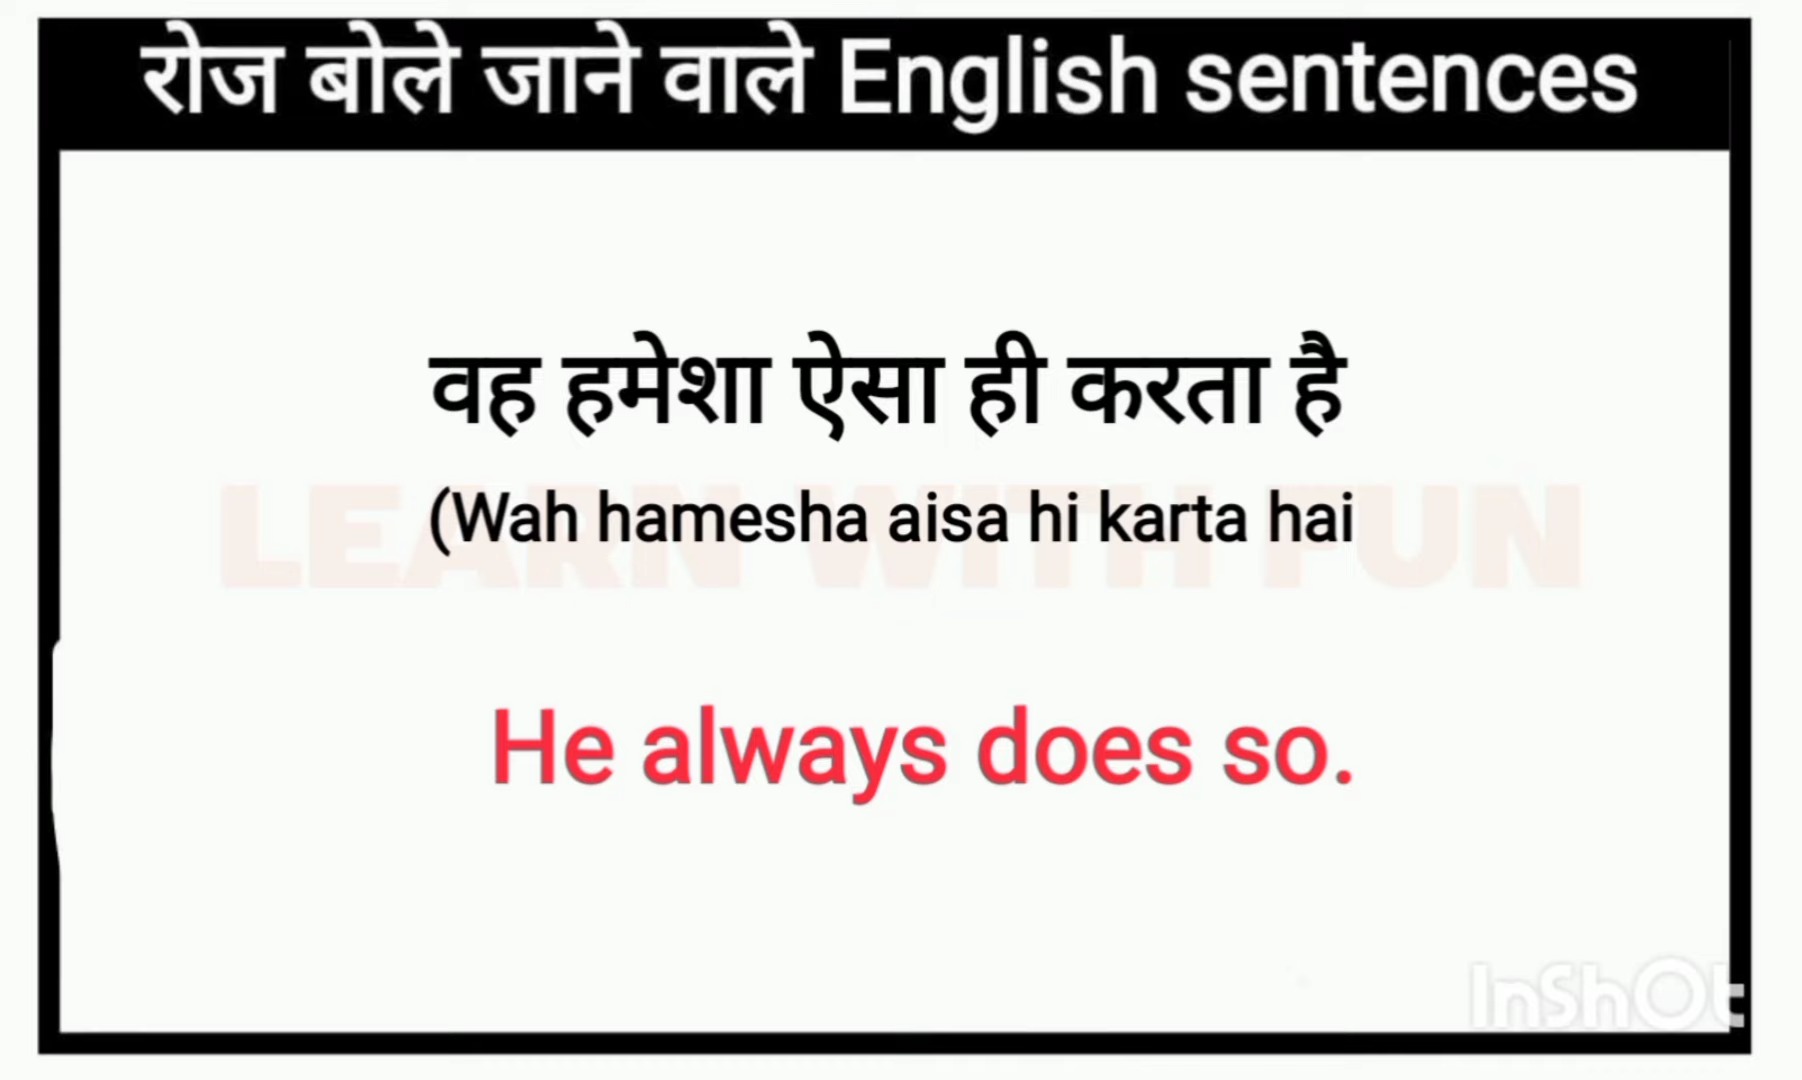 रोज बोले जाने वाले English sentences
वह हमेशा ऐसा ही करता है
(Wah hamesha aisa hi karta hai
LEARN WITH FUN
He always does so.
InShOt